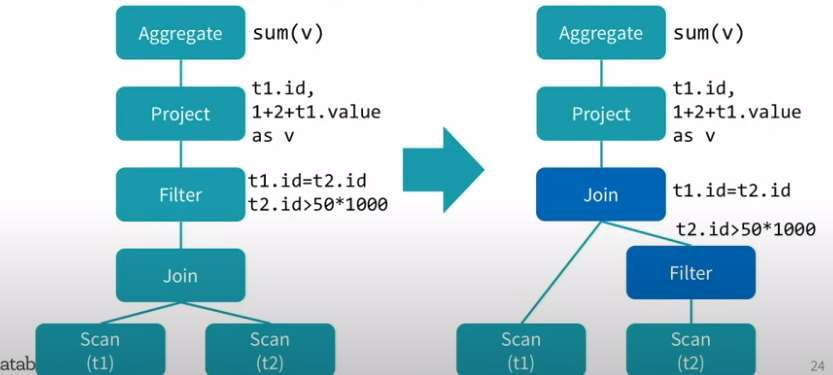 Aggregate sum(v)
Project t1.id,
1+2+t1.value
as v
Filter t1.id=t2.id
t2.id>50*1000
Join
Scan
(t1)
Scan
(t2)
Aggregate sum(v)
Project t1.id,
1+2+t1.value
as v
Join t1.id=t2.id
t2.id>50*1000
Filter
Scan
(t1)
Scan
(t2)
atab
24